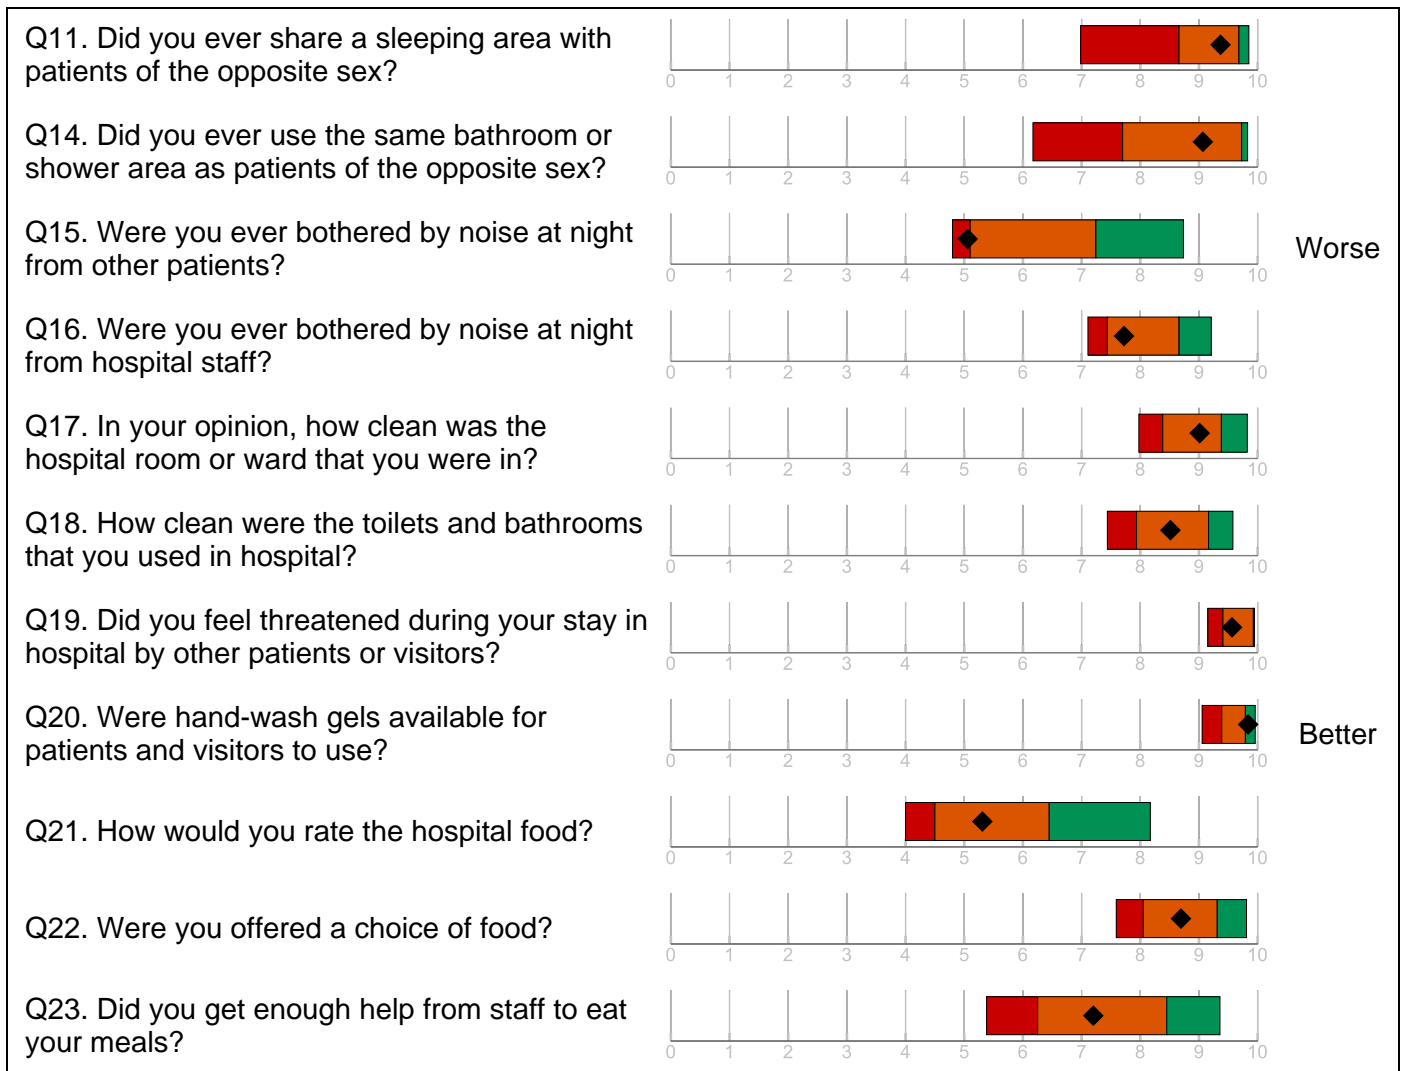 Q11. Did you ever share a sleeping area with
patients of the opposite sex?
0 1 2 3 4 5 6 7 8 9 10
Q14. Did you ever use the same bathroom or
shower area as patients of the opposite sex?
0 1 2 3 4 5 6 7 8 9 10
Q15. Were you ever bothered by noise at night
from other patients?
0 1 2 3 4 5 6 7 8 9 10
Worse
Q16. Were you ever bothered by noise at night
from hospital staff?
0 1 2 3 4 5 6 7 8 9 10
Q17. In your opinion, how clean was the
hospital room or ward that you were in?
0 1 2 3 4 5 6 7 8 9 10
Q18. How clean were the toilets and bathrooms
that you used in hospital?
0 1 2 3 4 5 6 7 8 9 10
Q19. Did you feel threatened during your stay in
hospital by other patients or visitors?
0 1 2 3 4 5 6 7 8 9 10
Q20. Were hand-wash gels available for
patients and visitors to use?
0 1 2 3 4 5 6 7 8 9 10
Better
Q21. How would you rate the hospital food?
0 1 2 3 4 5 6 7 8 9 10
Q22. Were you offered a choice of food?
0 1 2 3 4 5 6 7 8 9 10
Q23. Did you get enough help from staff to eat
your meals?
0 1 2 3 4 5 6 7 8 9 10